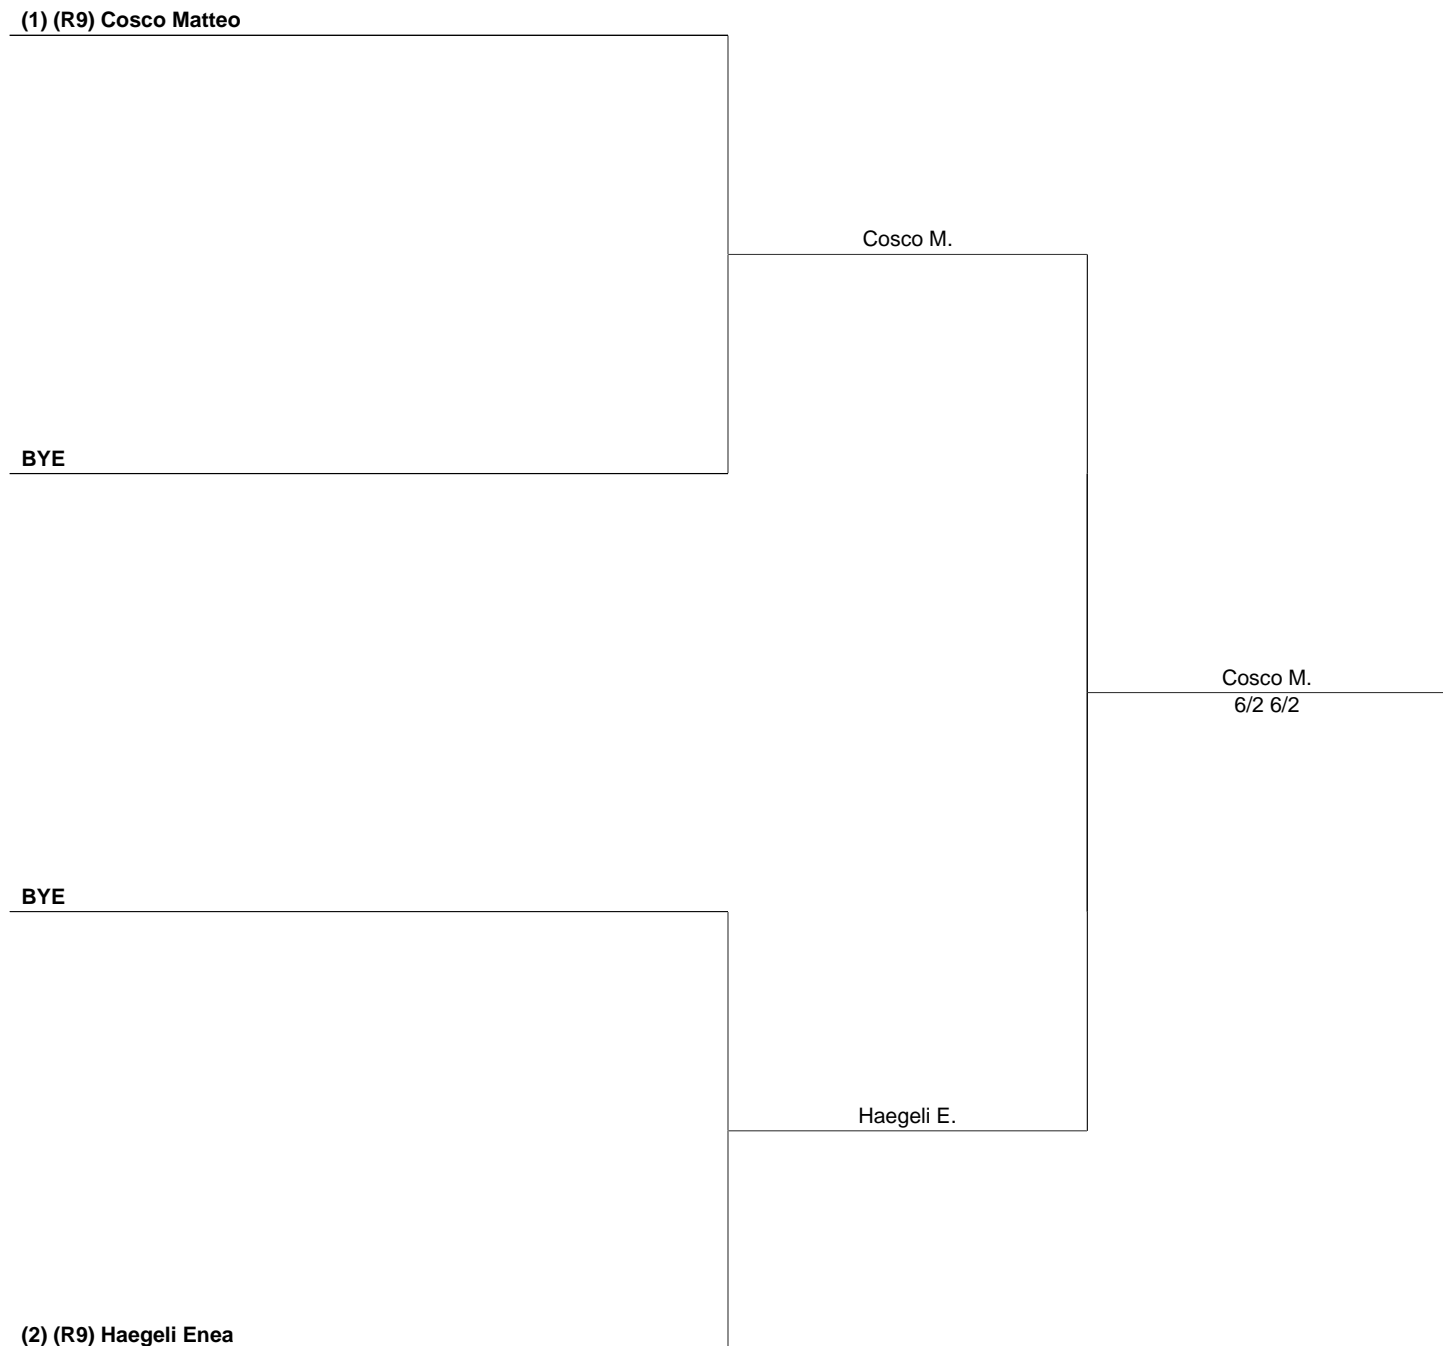 (1) (R9) Cosco Matteo
Cosco M.
BYE
Cosco M.
6/2 6/2
BYE
Haegeli E.
(2) (R9) Haegeli Enea